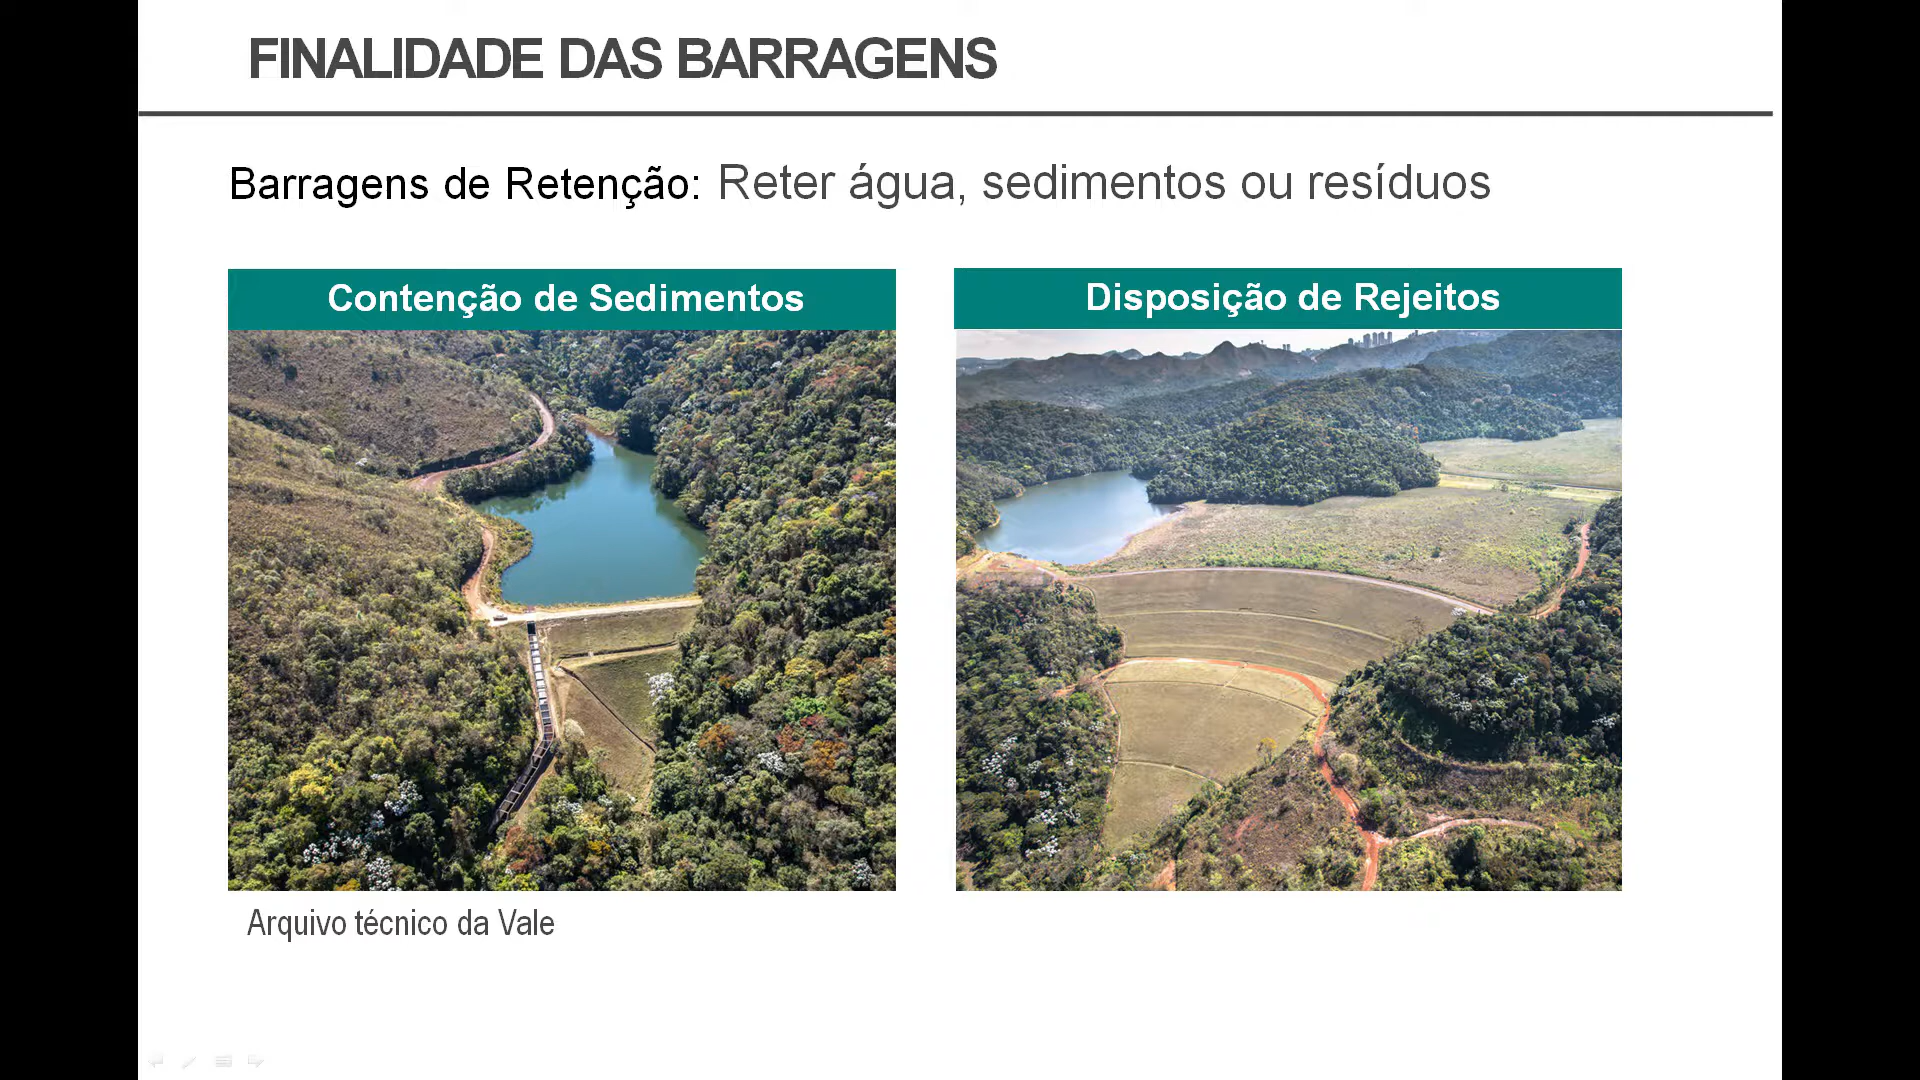 FINALIDADE DAS BARRAGENS
Barragens de Retenção: Reter água, sedimentos ou resíduos
Contenção de Sedimentos
Disposição de Rejeitos
Arquivo técnico da Vale